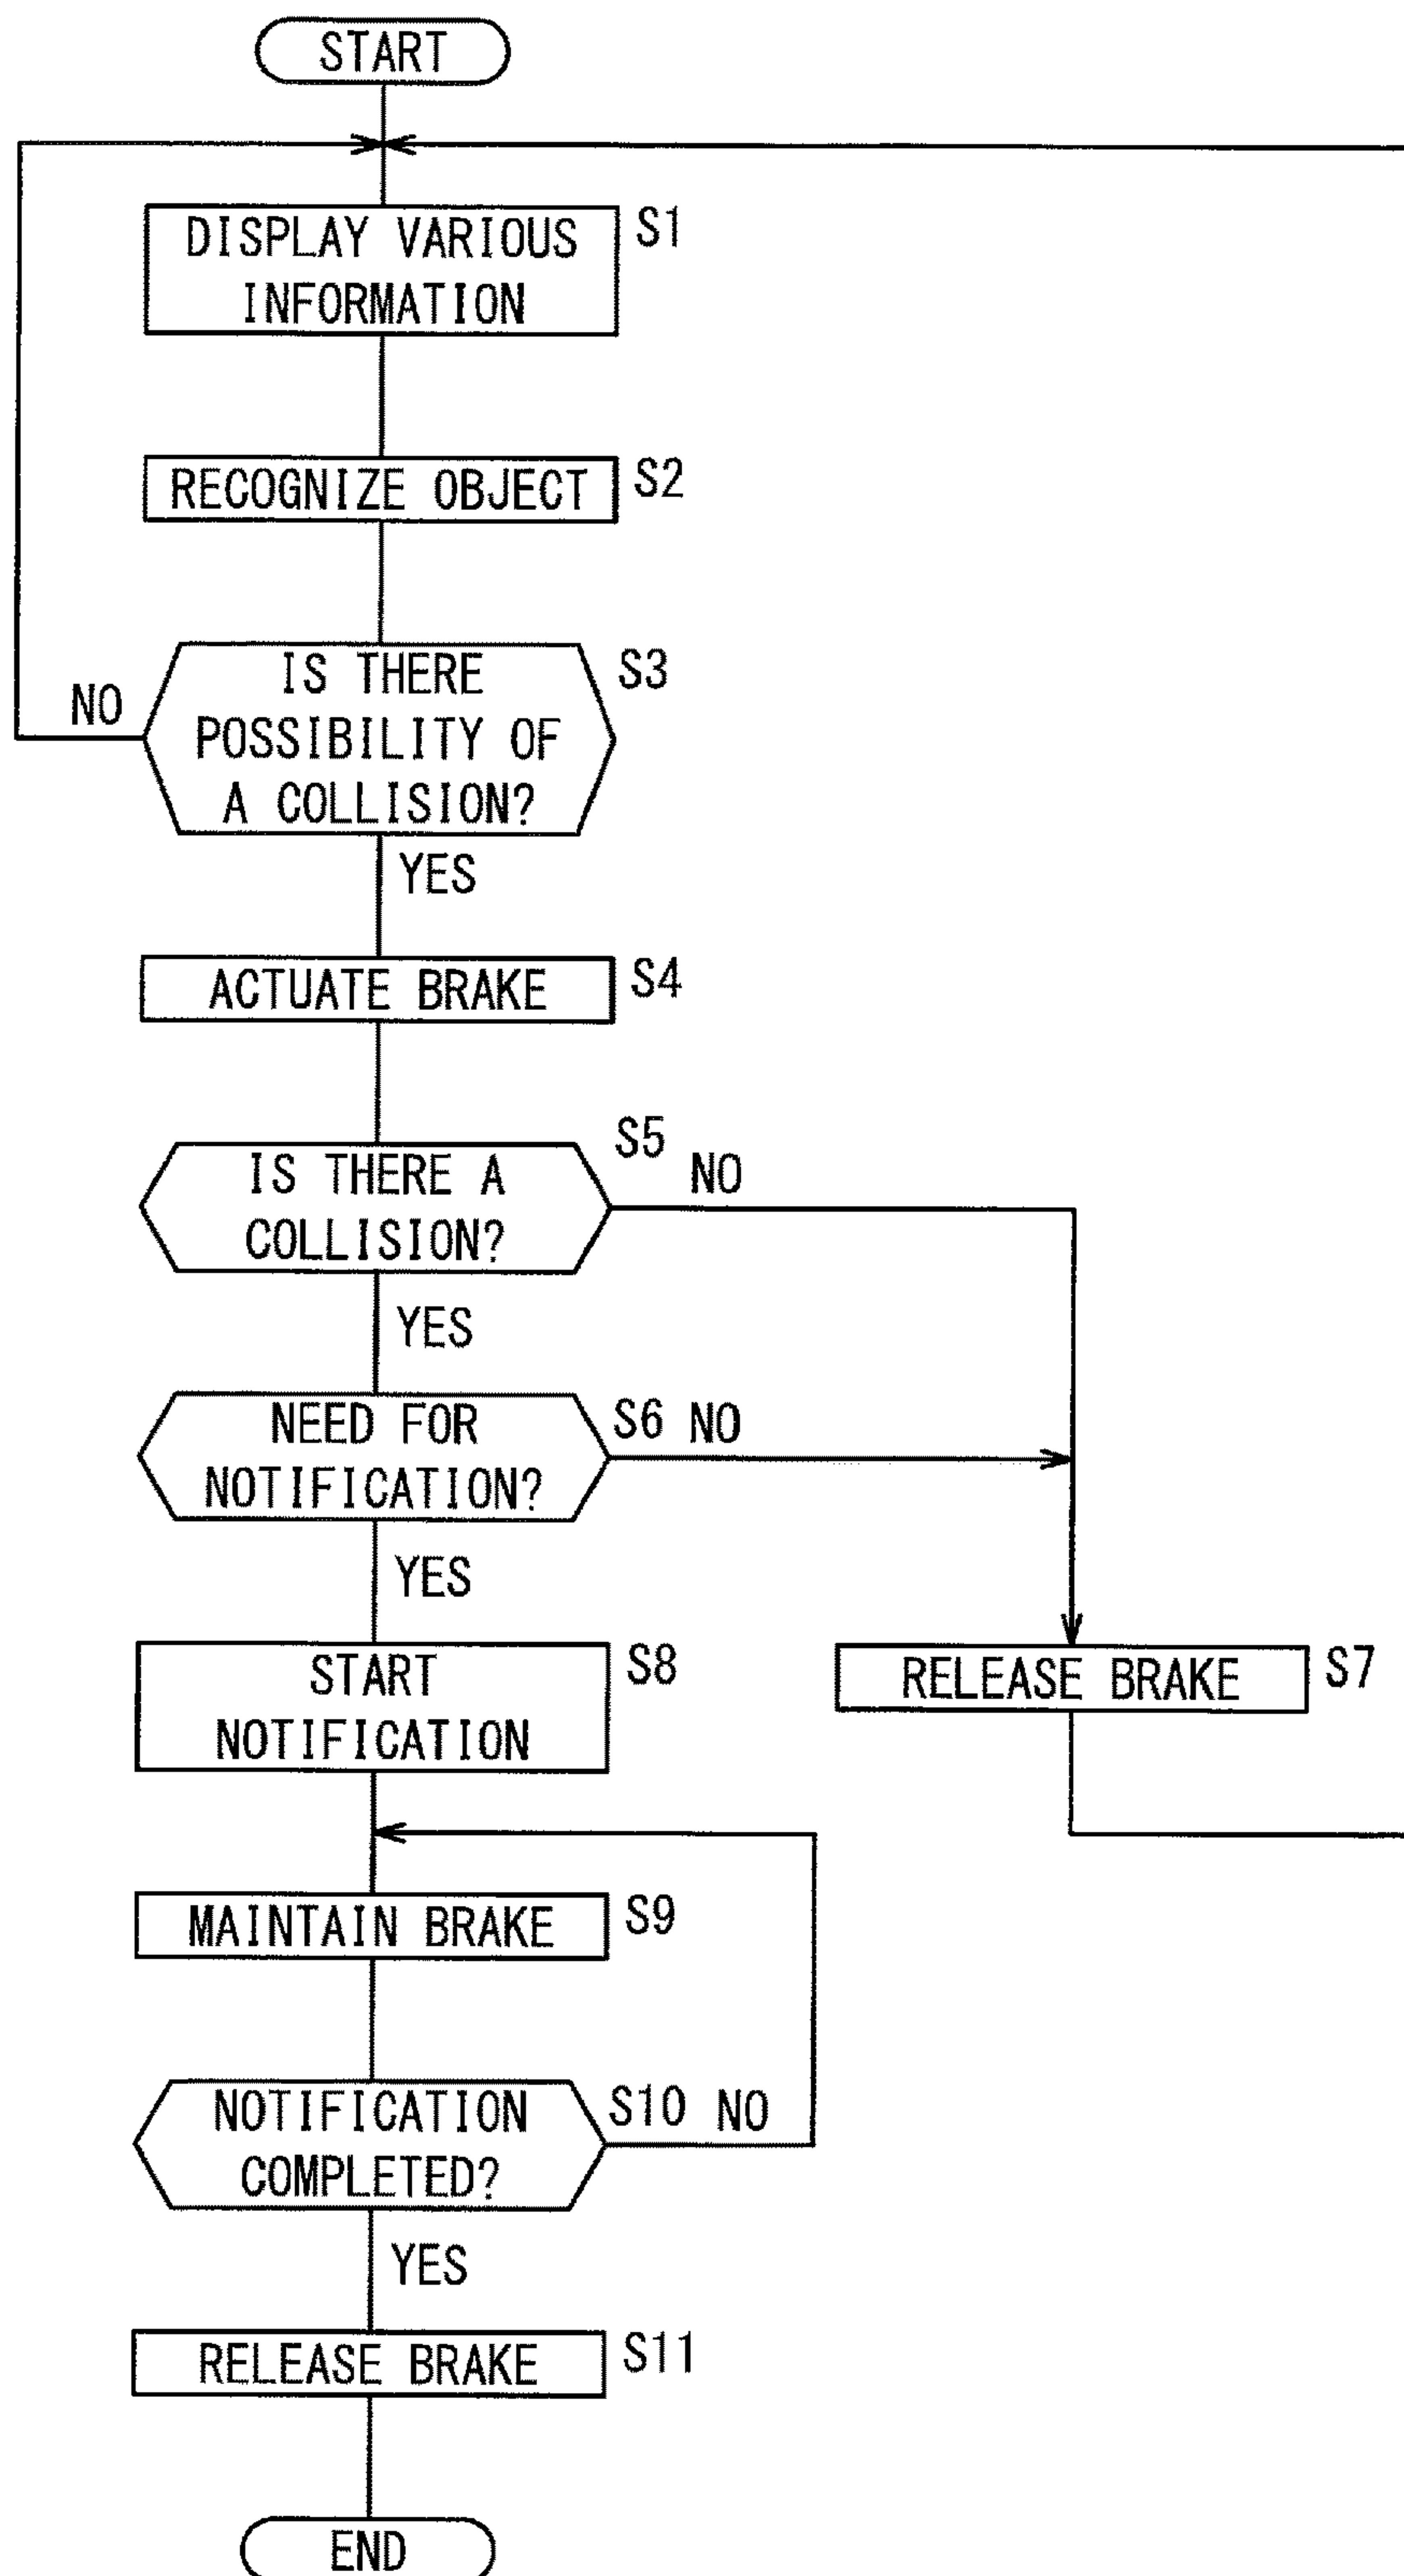 START
DISPLAY VARIOUS
INFORMATION
S1
RECOGNIZE OBJECT
S2
IS THERE
POSSIBILITY OF
A COLLISION?
S3
NO
YES
ACTUATE BRAKE
S4
IS THERE A
COLLISION?
S5
NO
YES
NEED FOR
NOTIFICATION?
S6
NO
YES
START
NOTIFICATION
S8
RELEASE BRAKE
S7
MAINTAIN BRAKE
S9
NOTIFICATION
COMPLETED?
S10
NO
YES
RELEASE BRAKE
S11
END